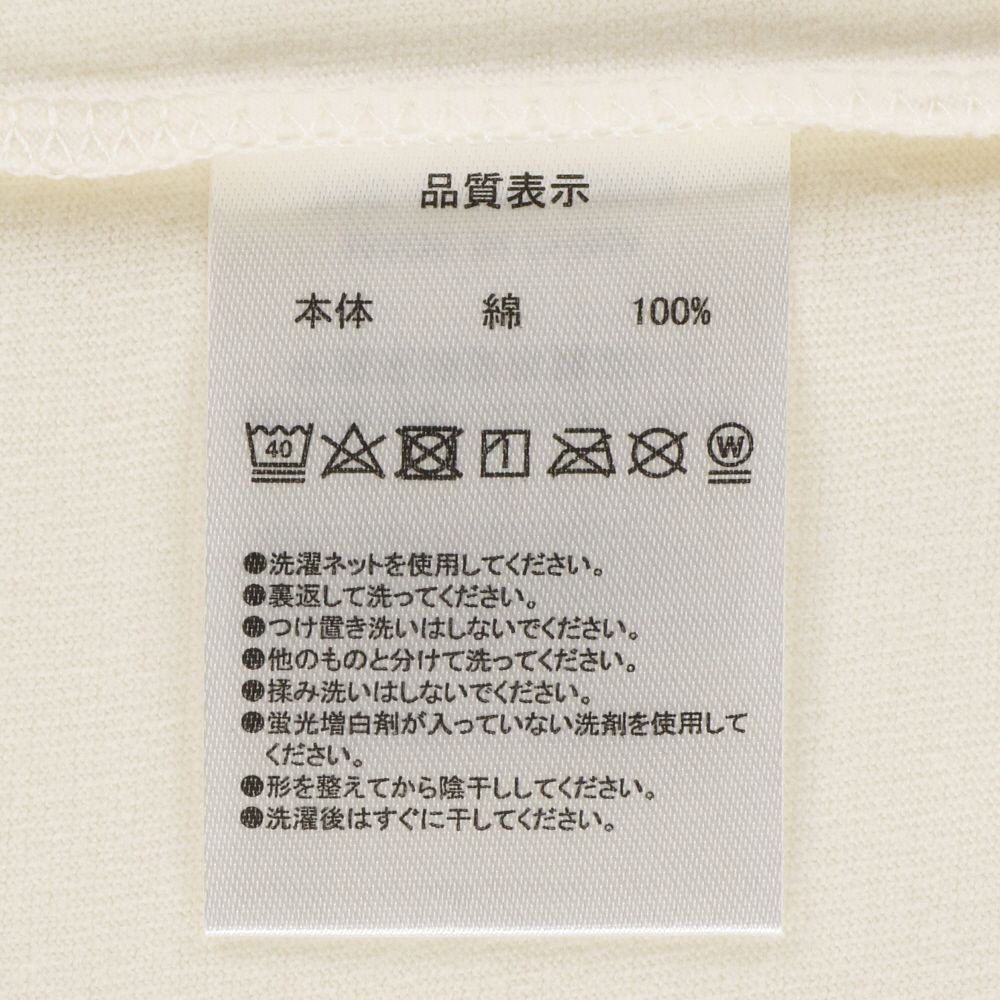 品質表示
本体 綿 100%
40 W
●洗濯ネットを使用してください。
●裏返して洗ってください。
●つけ置き洗いはしないでください。
●他のものと分けて洗ってください。
●揉み洗いはしないでください。
●蛍光増白剤が入っていない洗剤を使用して
ください。
●形を整えてから陰干ししてください。
●洗濯後はすぐに干してください。